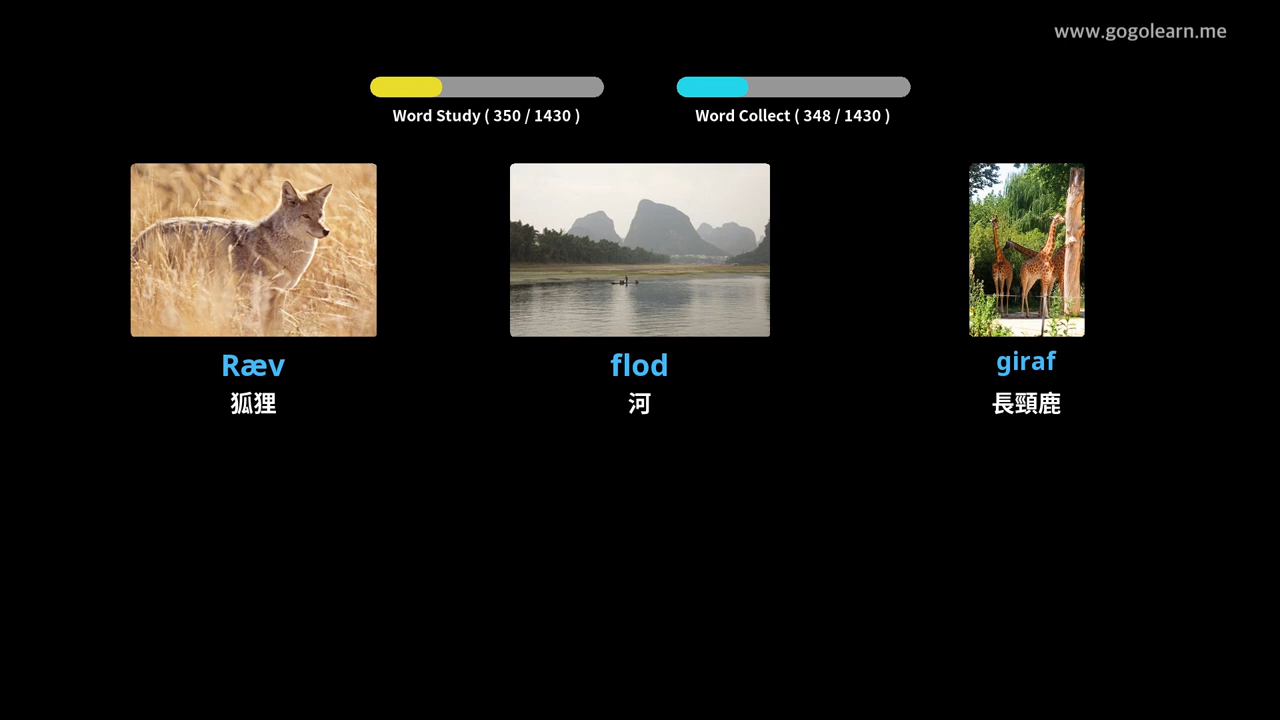 www.gogolearn.me
Word Study ( 350 / 1430 )
Word Collect ( 348 / 1430 )
Ræv
狐狸
flod
河
giraf
長頸鹿